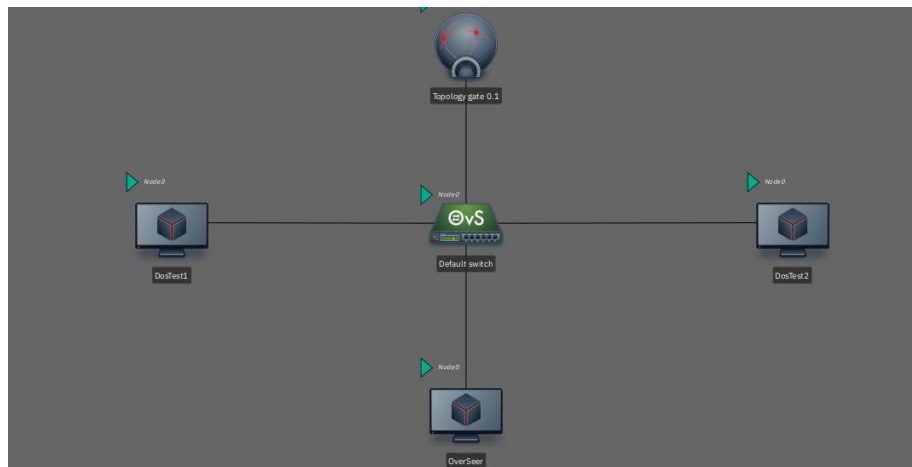 Topology gate 0.1
Node0
Node0
Node0
OvS
DosTest1
Default switch
DosTest2
Node0
OverSeer